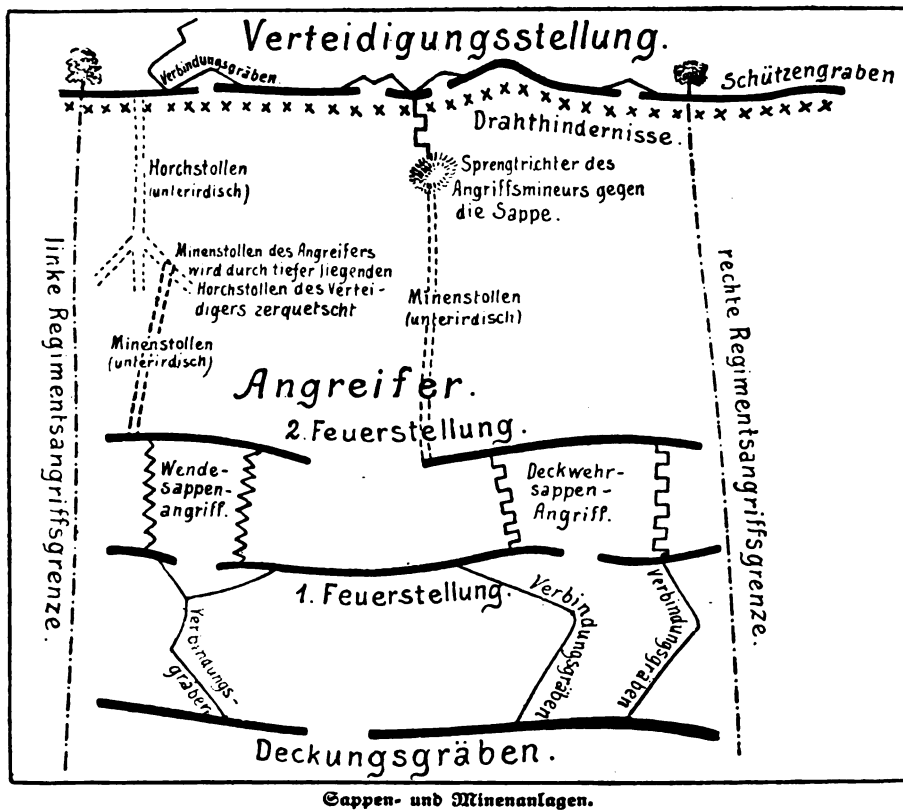 Verteidigungsstellung.
Verbindungsgräben.
Schützengraben
Drahthindernisse.
Horchstollen
(unterirdisch)
Sprengtrichter des
Angriffsmineurs gegen
die Sappe.
linke Regimentsangriffsgrenze.
rechte Regimentsangriffsgrenze.
Minenstollen des Angreifers
wird durch tiefer liegenden
Horchstollen des Vertei-
digers zerquetscht
Minenstollen
(unterirdisch)
Minenstollen
(unterirdisch)
Angreifer.
2. Feuerstellung.
Wende-
sappen-
angriff.
Deckwehr-
sappen-
Angriff.
1. Feuerstellung.
Verbindungs-
gräben
Verbindungsgräben
Verbindungsgräben
Deckungsgräben.
Sappen- und Minenanlagen.